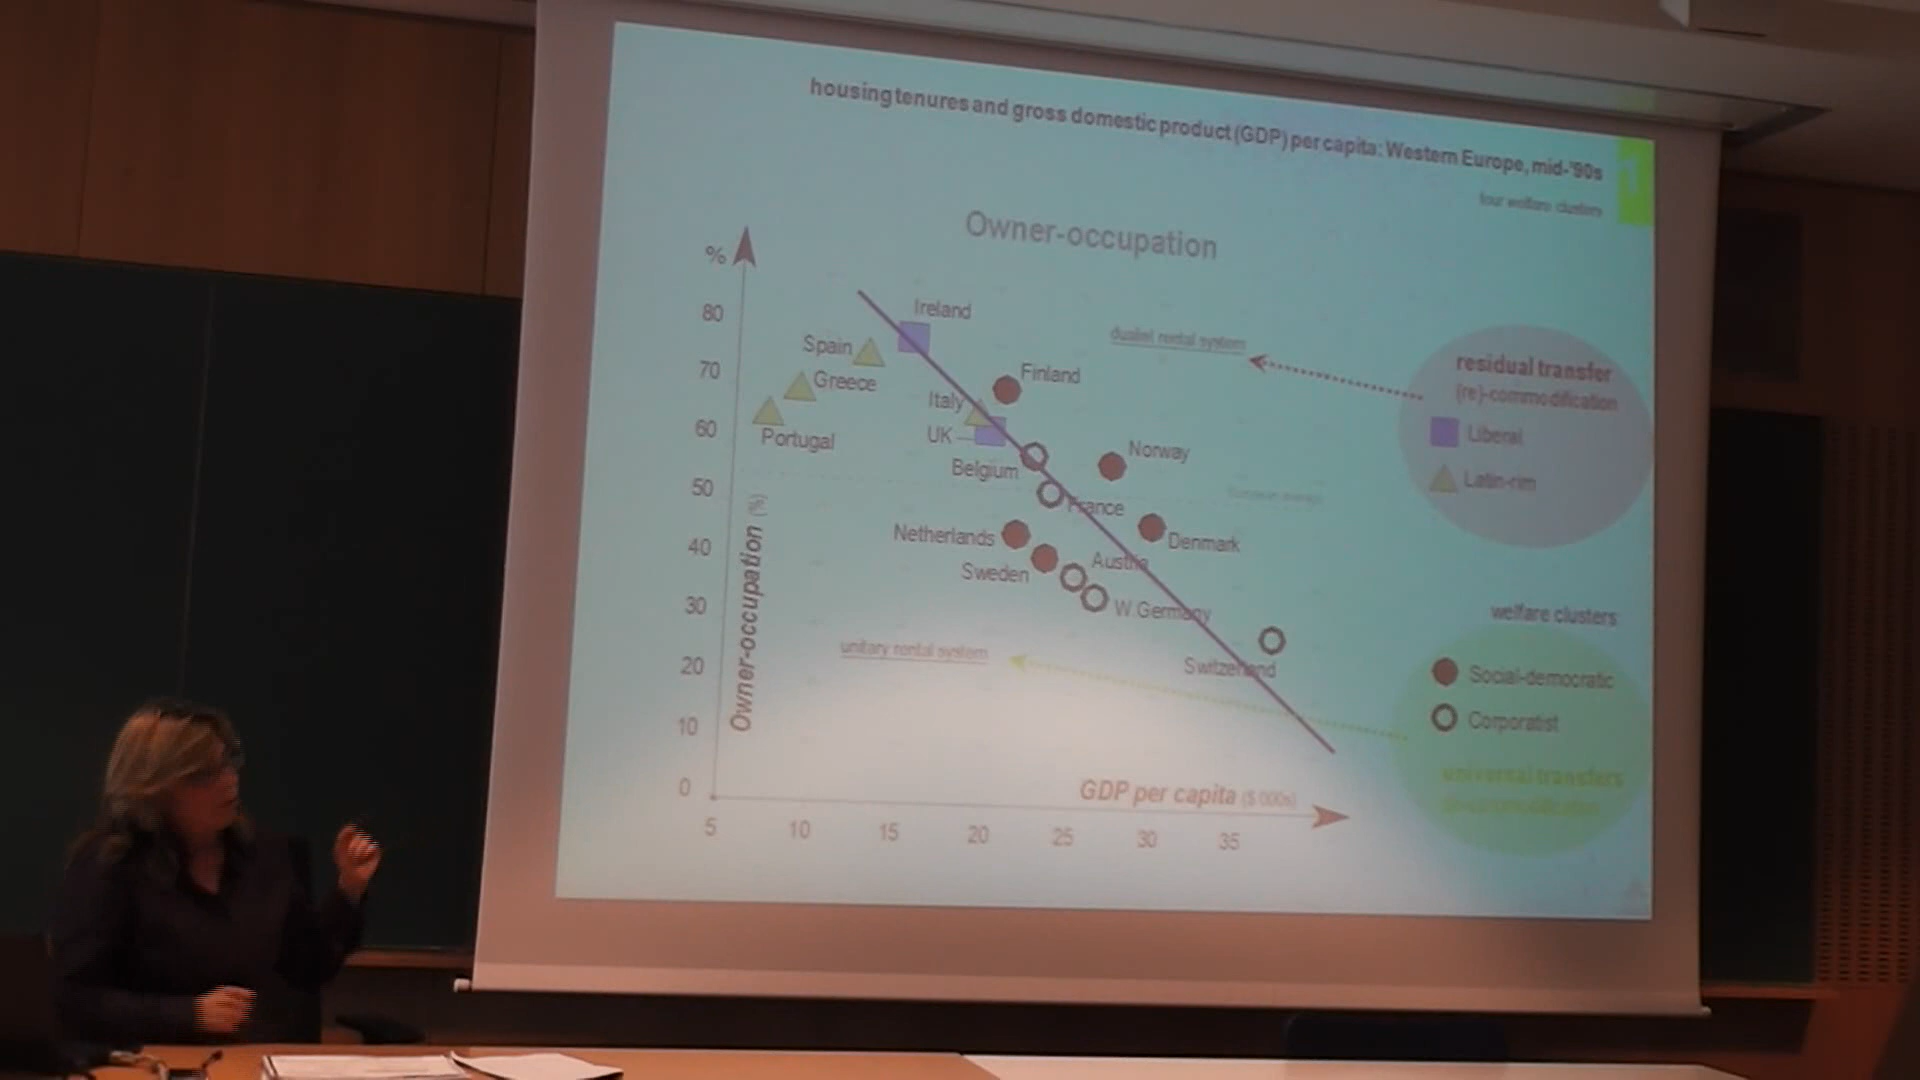 housing tenures and gross domestic product (GDP) per capita: Western Europe, mid-'90s
four welfare clusters
Owner-occupation
%
80
70
60
50
40
30
20
10
0
Owner-occupation
Ireland
Spain
Greece
Portugal
Finland
Italy
UK
Belgium
Norway
France
Netherlands
Denmark
Sweden
Austria
W Germany
Switzerland
dualist rental system
unitary rental system
European average
GDP per capita ($ 000s)
5 10 15 20 25 30 35
residual transfer
(re)-commodification
Liberal
Latin-rim
welfare clusters
Social-democratic
Corporatist
universal transfers